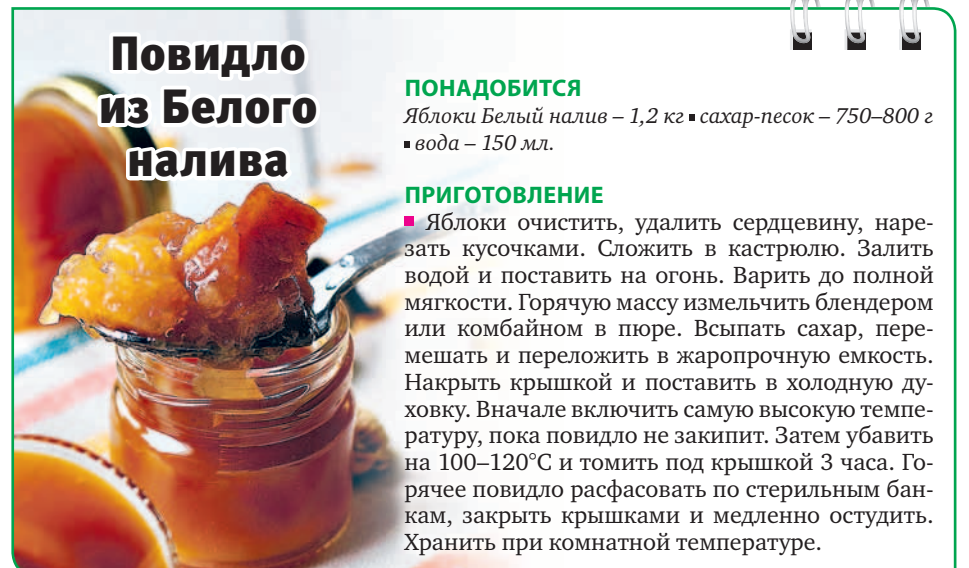 Повидло
из Белого
налива
ПОНАДОБИТСЯ
Яблоки Белый налив – 1,2 кг ▪ сахар-песок – 750–800 г
▪ вода – 150 мл.
ПРИГОТОВЛЕНИЕ
▪ Яблоки очистить, удалить сердцевину, наре-
зать кусочками. Сложить в кастрюлю. Залить
водой и поставить на огонь. Варить до полной
мягкости. Горячую массу измельчить блендером
или комбайном в пюре. Всыпать сахар, пере-
мешать и переложить в жаропрочную емкость.
Накрыть крышкой и поставить в холодную ду-
ховку. Вначале включить самую высокую темпе-
ратуру, пока повидло не закипит. Затем убавить
на 100–120°С и томить под крышкой 3 часа. Го-
рячее повидло расфасовать по стерильным бан-
кам, закрыть крышками и медленно остудить.
Хранить при комнатной температуре.